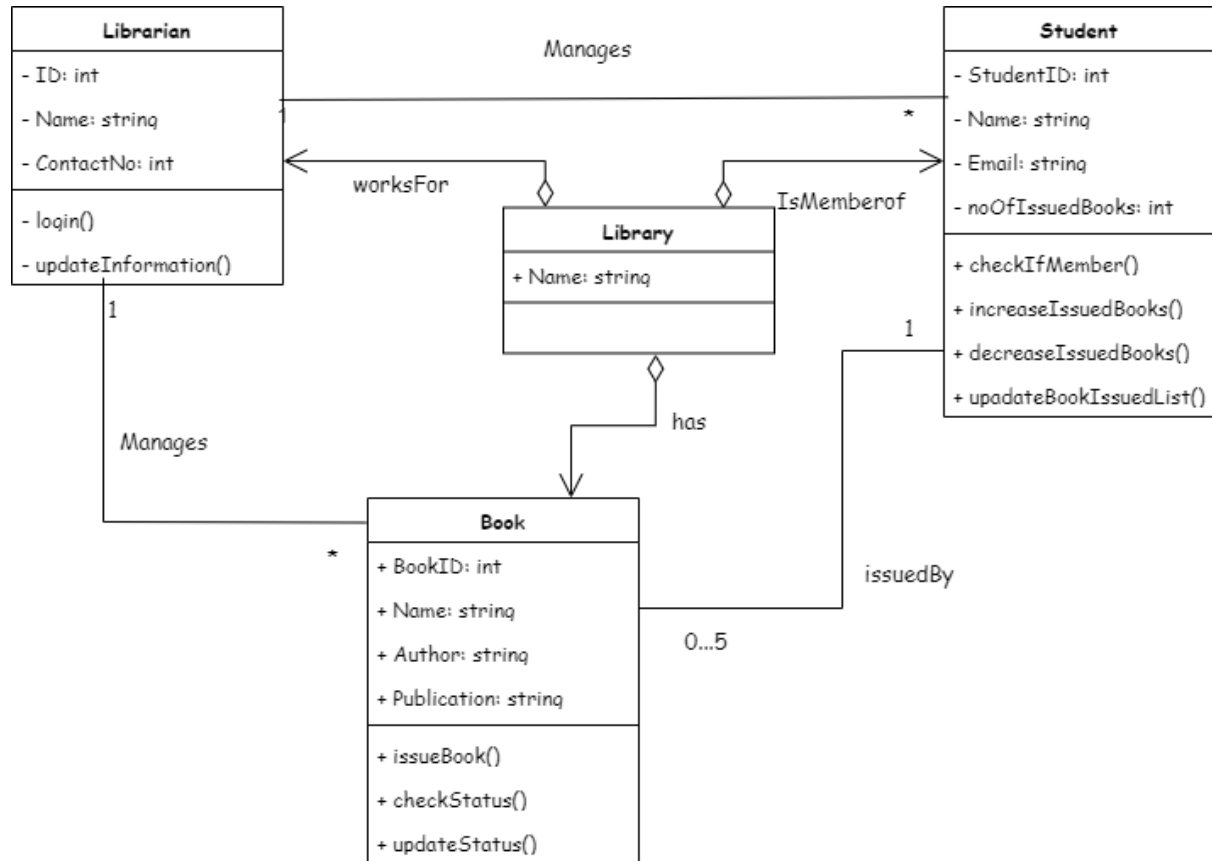 Librarian
- ID: int
- Name: string
- ContactNo: int
- login()
- updateInformation()
Manages
1
*
Student
- StudentID: int
- Name: string
- Email: string
- noOfIssuedBooks: int
+ checkIfMember()
+ increaseIssuedBooks()
+ decreaseIssuedBooks()
+ upadateBookIssuedList()
worksFor
IsMemberof
Library
+ Name: string
1
Manages
*
has
1
issuedBy
0...5
Book
+ BookID: int
+ Name: string
+ Author: string
+ Publication: string
+ issueBook()
+ checkStatus()
+ updateStatus()